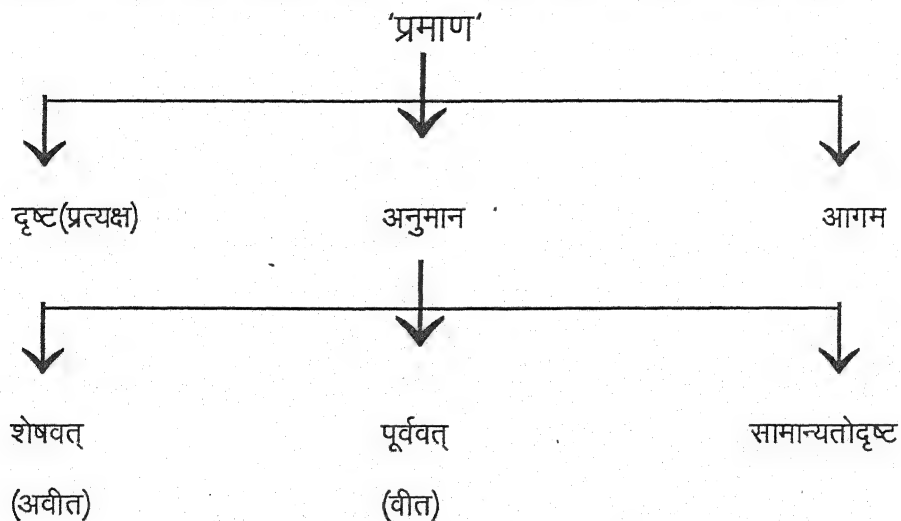 'प्रमाण'
दृष्ट(प्रत्यक्ष) अनुमान आगम
शेषवत् पूर्ववत् सामान्यतोदृष्ट
(अवीत) (वीत)